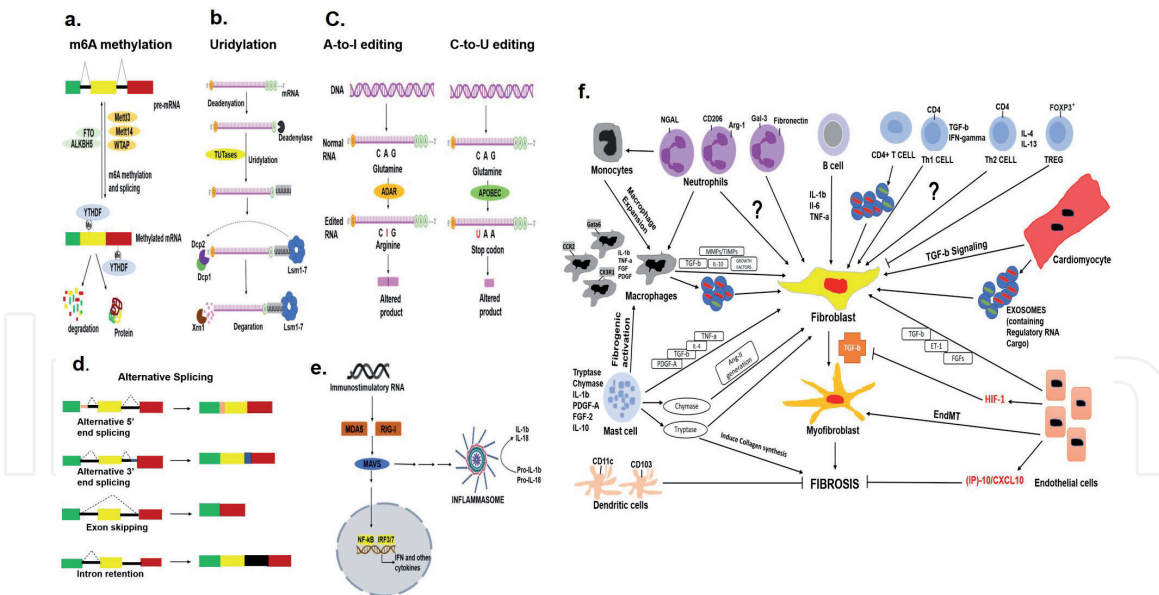 a.
m6A methylation
pre-mRNA
FTO
ALKBH5
Mettl3
Mett14
WTAP
m6A methylation
and splicing
YTHDF
Methylated mRNA
YTHDF
degradation
Protein
b.
Uridylation
mRNA
Deadenyation
Deadenylase
TUTases
Uridylation
UUUU
Dcp2
Dcp1
UUUU
Lsm1-7
UUUU
Xrn1
Degaration
Lsm1-7
C.
A-to-I editing
C-to-U editing
DNA
Normal
RNA
C A G
Glutamine
C A G
Glutamine
ADAR
APOBEC
Edited
RNA
C I G
Arginine
U A A
Stop codon
Altered
product
Altered
product
d.
Alternative Splicing
Alternative 5'
end splicing
Alternative 3'
end splicing
Exon skipping
Intron retention
e.
Immunostimulatory RNA
MDA5
RIG-I
MAVS
INFLAMMASOME
IL-1b
IL-18
Pro-IL-1b
Pro-IL-18
NF-kB
IRF3/7
IFN and other
cytokines
f.
Monocytes
NGAL
CD206
Arg-1
Gal-3
Fibronectin
Neutrophils
B cell
IL-1b
Il-6
TNF-a
CD4+ T CELL
CD4
Th1 CELL
TGF-b
IFN-gamma
CD4
Th2 CELL
IL-4
IL-13
FOXP3+
TREG
?
?
Macrophage
Expansion
Gata6
CCR2
CX3R1
IL-1b
TNF-a
FGF
PDGF
Macrophages
MMPs/TIMPs
TGF-b
IL-10
GROWTH
FACTORS
Fibroblast
TGF-b Signaling
Cardiomyocyte
EXOSOMES
(containing
Regulatory RNA
Cargo)
Fibrogenic
activation
TNF-a
IL-4
TGF-b
PDGF-A
Ang-II
generation
TGF-b
TGF-b
ET-1
FGFs
Tryptase
Chymase
IL-1b
PDGF-A
FGF-2
IL-10
Mast cell
Chymase
Tryptase
Induce Collagen synthesis
Myofibroblast
HIF-1
EndMT
CD11c
CD103
Dendritic cells
FIBROSIS
(IP)-10/CXCL10
Endothelial cells